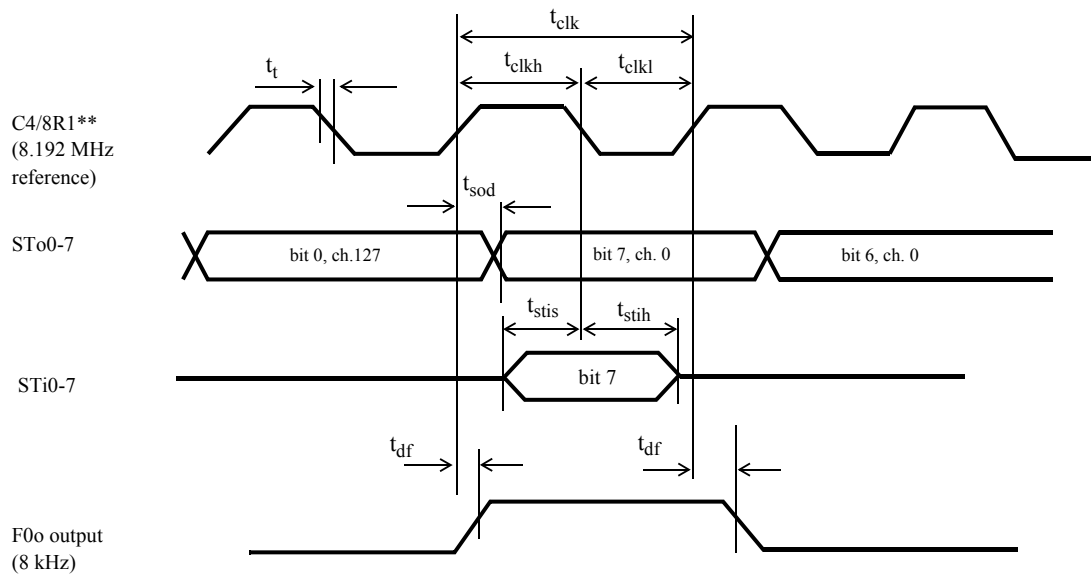 t_clk
t_clkh t_clkl
t_t
C4/8R1**
(8.192 MHz
reference)
t_sod
STo0-7
bit 0, ch.127 bit 7, ch. 0 bit 6, ch. 0
t_stis t_stih
STi0-7
bit 7
t_df t_df
F0o output
(8 kHz)